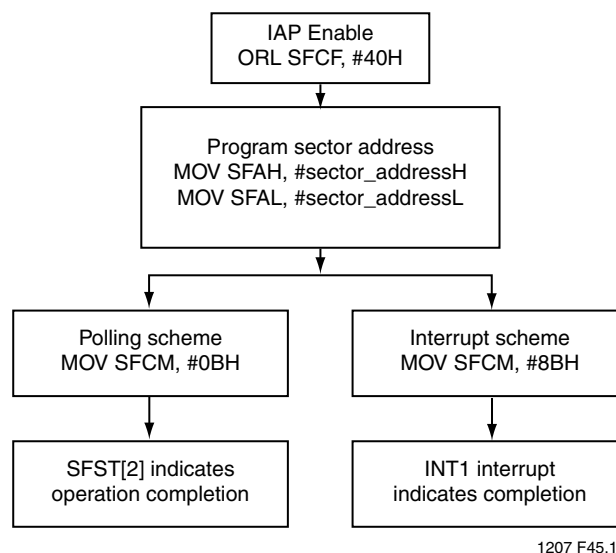 IAP Enable
ORL SFCF, #40H
Program sector address
MOV SFAH, #sector_addressH
MOV SFAL, #sector_addressL
Polling scheme
MOV SFCM, #0BH
Interrupt scheme
MOV SFCM, #8BH
SFST[2] indicates
operation completion
INT1 interrupt
indicates completion
1207 F45.1